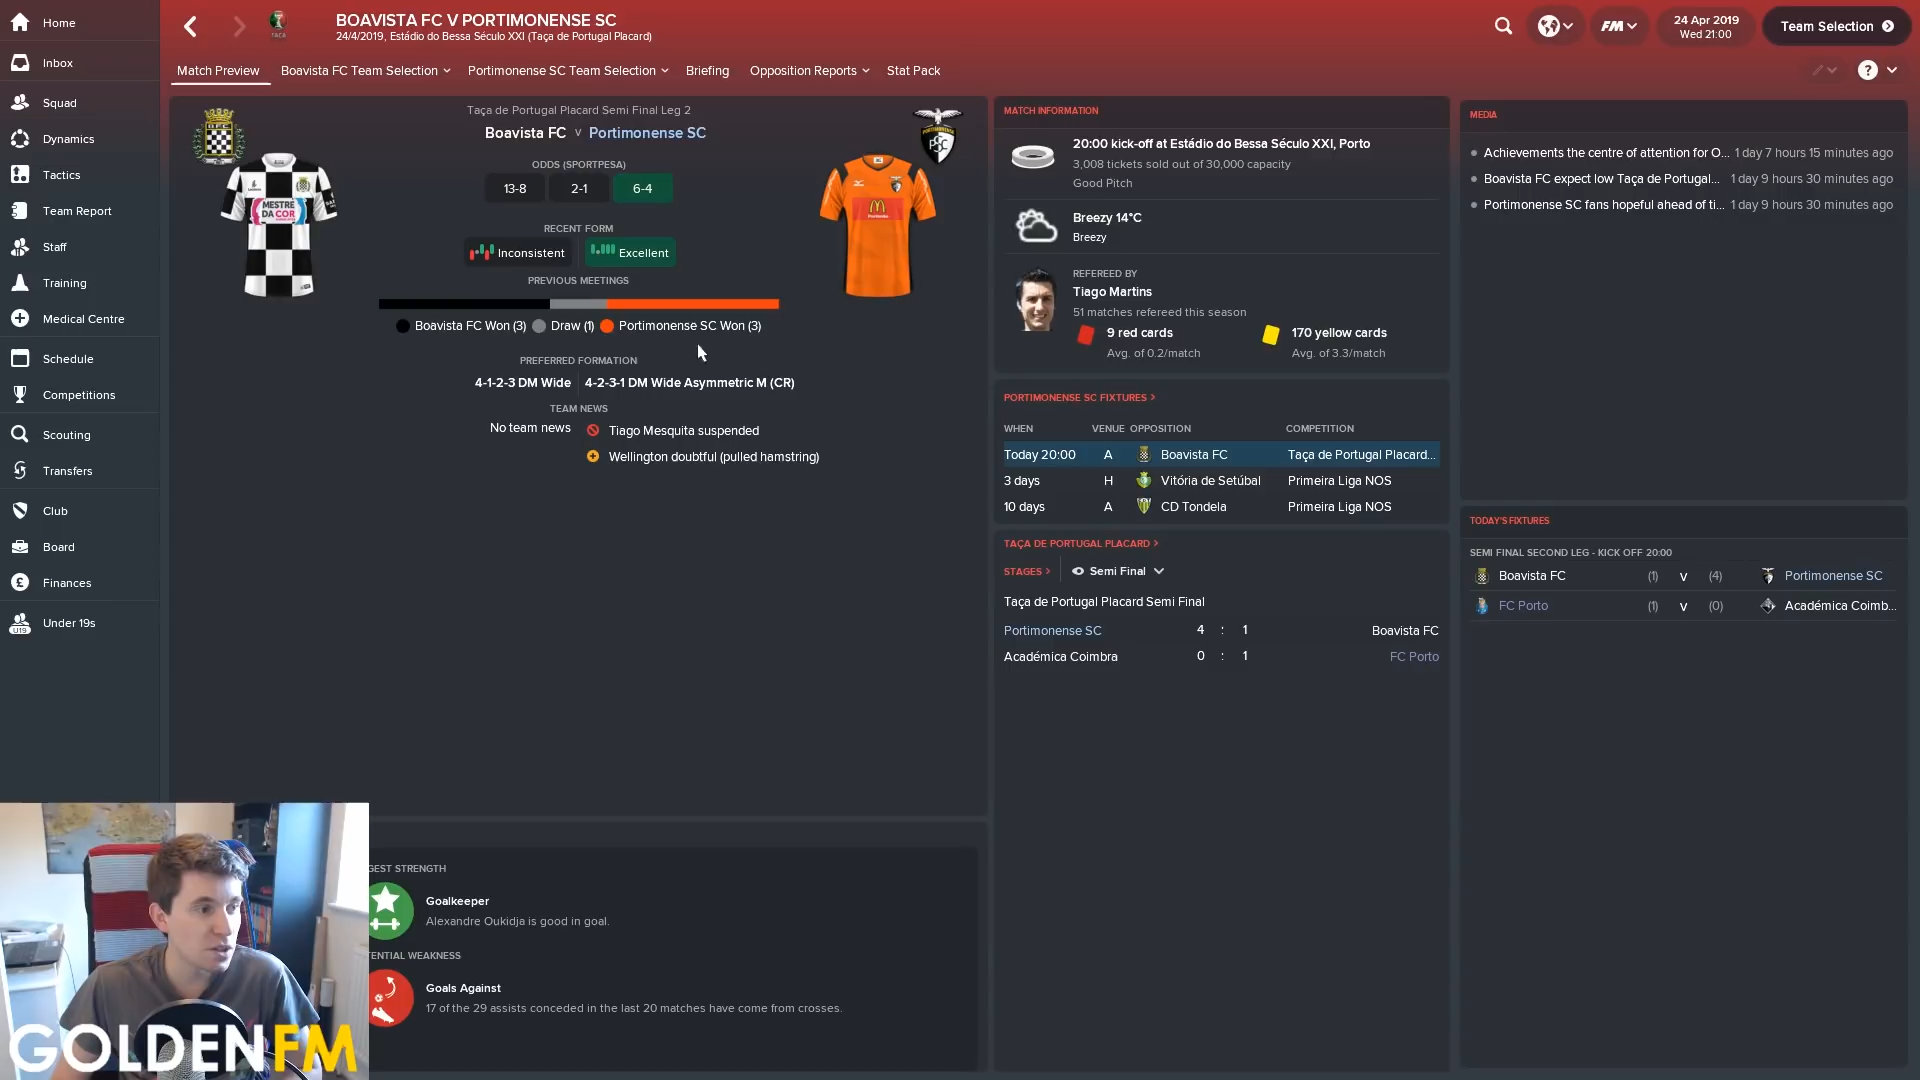 Home
Inbox
Squad
Dynamics
Tactics
Team Report
Staff
Training
Medical Centre
Schedule
Competitions
Scouting
Transfers
Club
Board
Finances
Under 19s
BOAVISTA FC V PORTIMONENSE SC
24/4/2019, Estádio do Bessa Século XXI (Taça de Portugal Placard)
FM
24 Apr 2019
Wed 21:00
Team Selection
Match Preview
Boavista FC Team Selection
Portimonense SC Team Selection
Briefing
Opposition Reports
Stat Pack
?
Taça de Portugal Placard Semi Final Leg 2
Boavista FC v Portimonense SC
ODDS (SPORTPESA)
13-8 2-1 6-4
RECENT FORM
Inconsistent Excellent
PREVIOUS MEETINGS
Boavista FC Won (3) Draw (1) Portimonense SC Won (3)
PREFERRED FORMATION
4-1-2-3 DM Wide 4-2-3-1 DM Wide Asymmetric M (CR)
TEAM NEWS
No team news
Tiago Mesquita suspended
Wellington doubtful (pulled hamstring)
MESTRE
DA COR
GEST STRENGTH
Goalkeeper
Alexandre Oukidja is good in goal.
TENTIAL WEAKNESS
Goals Against
17 of the 29 assists conceded in the last 20 matches have come from crosses.
MATCH INFORMATION
20:00 kick-off at Estádio do Bessa Século XXI, Porto
3,008 tickets sold out of 30,000 capacity
Good Pitch
Breezy 14°C
Breezy
REFEREED BY
Tiago Martins
51 matches refereed this season
9 red cards
Avg. of 0.2/match
170 yellow cards
Avg. of 3.3/match
PORTIMONENSE SC FIXTURES >
WHEN VENUE OPPOSITION COMPETITION
Today 20:00 A Boavista FC Taça de Portugal Placard...
3 days H Vitória de Setúbal Primeira Liga NOS
10 days A CD Tondela Primeira Liga NOS
TAÇA DE PORTUGAL PLACARD >
STAGES > Semi Final
Taça de Portugal Placard Semi Final
Portimonense SC 4 : 1 Boavista FC
Académica Coimbra 0 : 1 FC Porto
MEDIA
Achievements the centre of attention for O... 1 day 7 hours 15 minutes ago
Boavista FC expect low Taça de Portugal... 1 day 9 hours 30 minutes ago
Portimonense SC fans hopeful ahead of ti... 1 day 9 hours 30 minutes ago
TODAY'S FIXTURES
SEMI FINAL SECOND LEG - KICK OFF 20:00
Boavista FC (1) v (4) Portimonense SC
FC Porto (1) v (0) Académica Coimb...
GOLDENFM